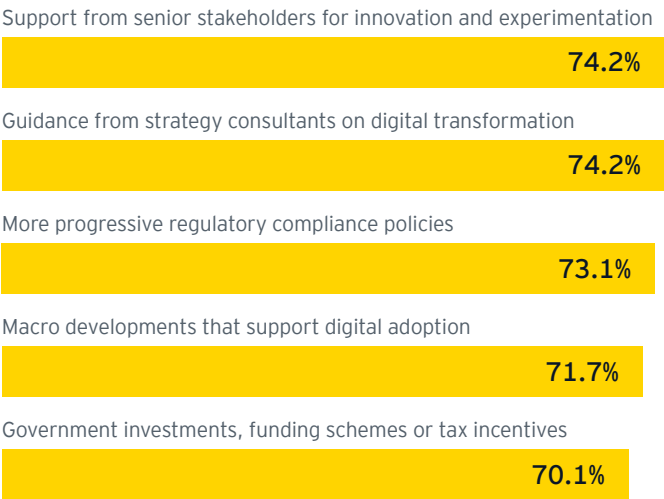 Support from senior stakeholders for innovation and experimentation
74.2%
Guidance from strategy consultants on digital transformation
74.2%
More progressive regulatory compliance policies
73.1%
Macro developments that support digital adoption
71.7%
Government investments, funding schemes or tax incentives
70.1%